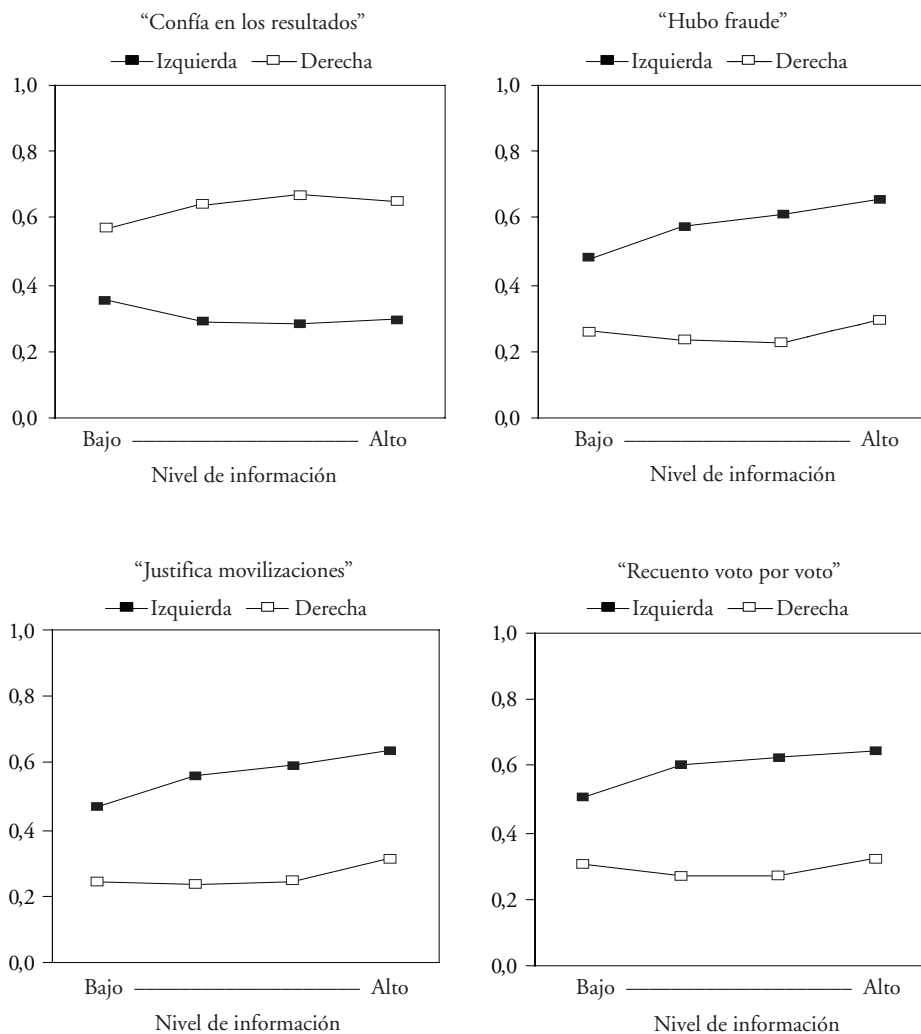 “Confía en los resultados”
Izquierda Derecha
1,0
0,8
0,6
0,4
0,2
0,0
Bajo Alto
Nivel de información
“Hubo fraude”
Izquierda Derecha
1,0
0,8
0,6
0,4
0,2
0,0
Bajo Alto
Nivel de información
“Justifica movilizaciones”
Izquierda Derecha
1,0
0,8
0,6
0,4
0,2
0,0
Bajo Alto
Nivel de información
“Recuento voto por voto”
Izquierda Derecha
1,0
0,8
0,6
0,4
0,2
0,0
Bajo Alto
Nivel de información